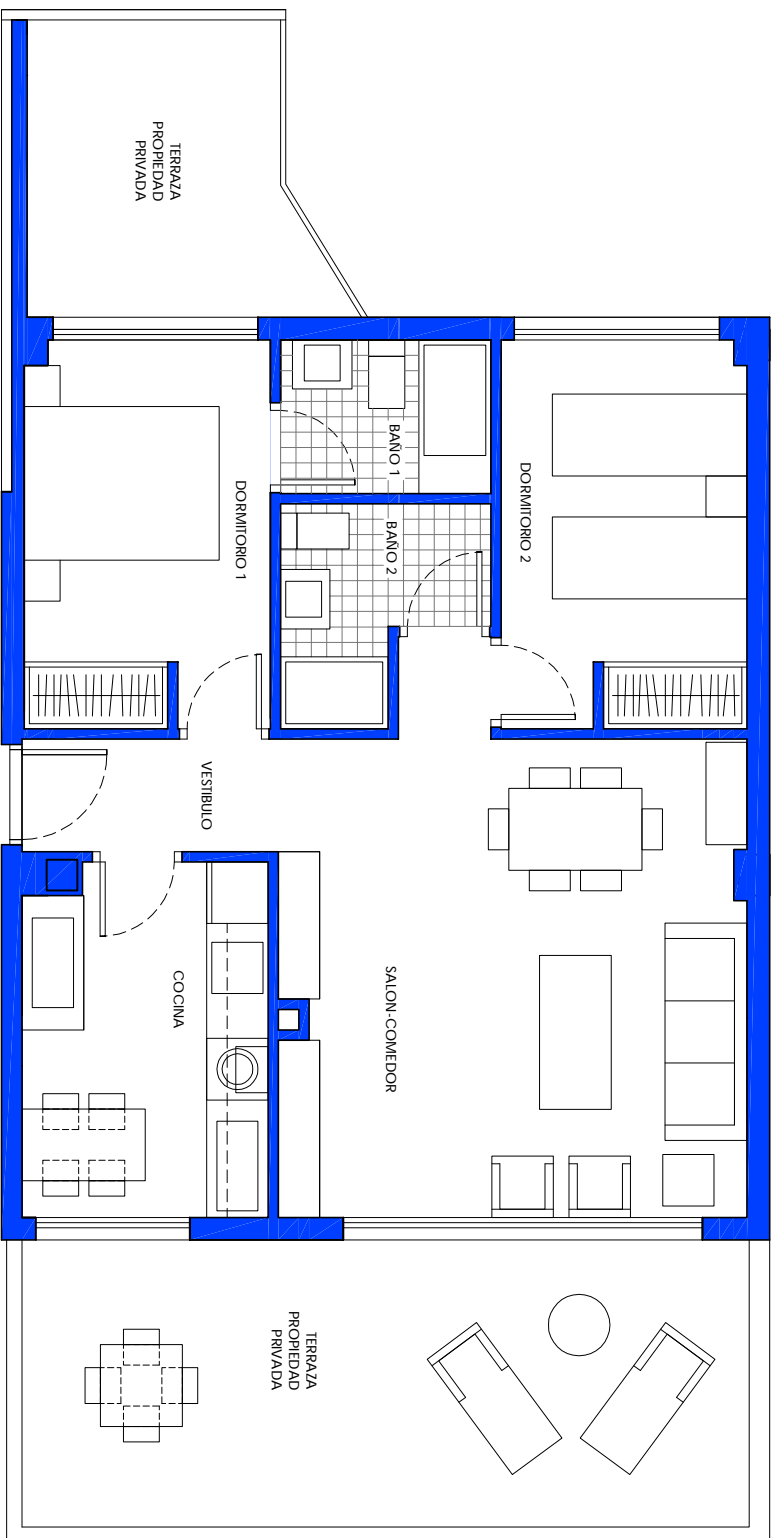 TERRAZA
PROPIEDAD
PRIVADA
BAÑO 1
DORMITORIO 2
DORMITORIO 1
BAÑO 2
VESTIBULO
COCINA
SALON-COMEDOR
TERRAZA
PROPIEDAD
PRIVADA